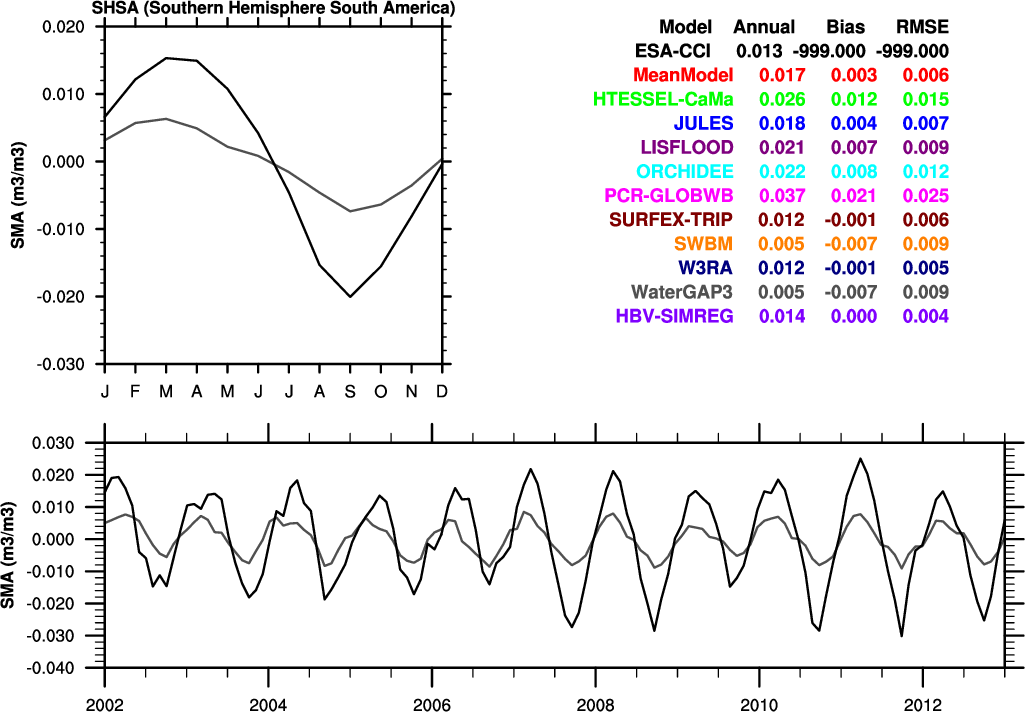 SHSA (Southern Hemisphere South America)
0.020
0.010
0.000
-0.010
-0.020
-0.030
SMA (m3/m3)
J F M A M J J A S O N D
Model Annual Bias RMSE
ESA-CCI 0.013 -999.000 -999.000
MeanModel 0.017 0.003 0.006
HTESSEL-CaMa 0.026 0.012 0.015
JULES 0.018 0.004 0.007
LISFLOOD 0.021 0.007 0.009
ORCHIDEE 0.022 0.008 0.012
PCR-GLOBWB 0.037 0.021 0.025
SURFEX-TRIP 0.012 -0.001 0.006
SWBM 0.005 -0.007 0.009
W3RA 0.012 -0.001 0.005
WaterGAP3 0.005 -0.007 0.009
HBV-SIMREG 0.014 0.000 0.004
0.030
0.020
0.010
0.000
-0.010
-0.020
-0.030
-0.040
SMA (m3/m3)
2002 2004 2006 2008 2010 2012